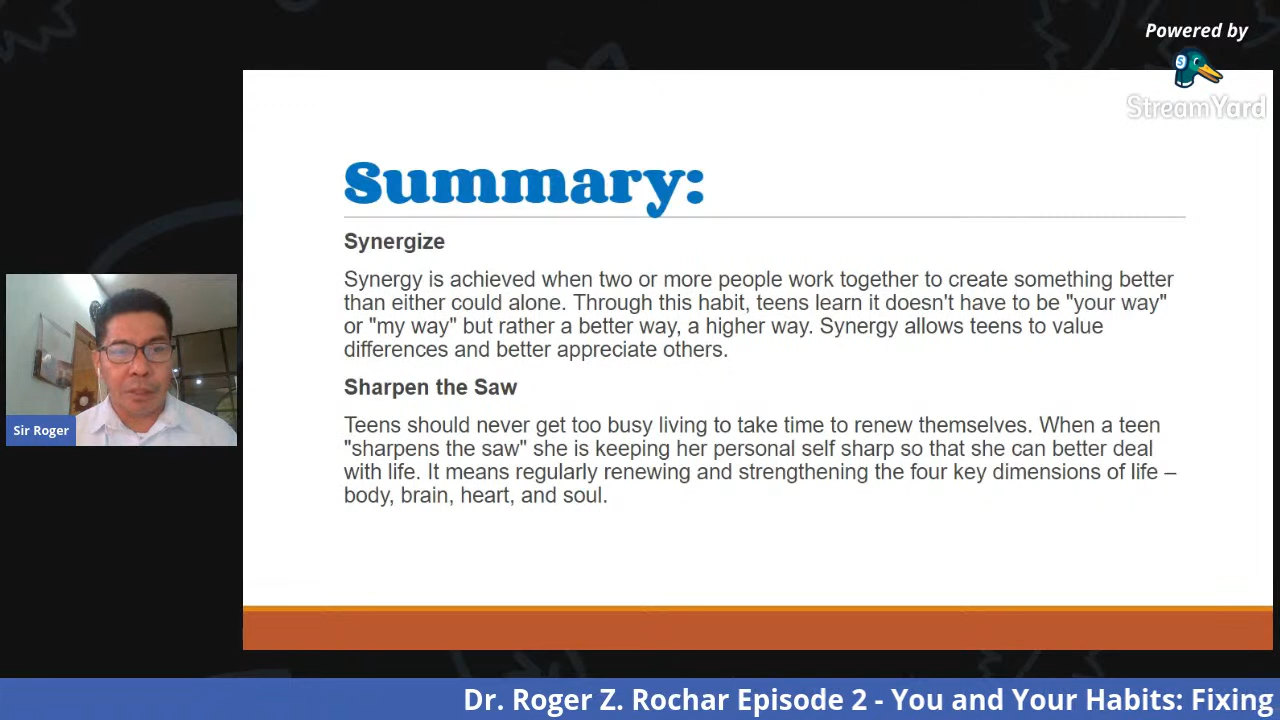 Powered by
StreamYard
Summary:
Synergize
Synergy is achieved when two or more people work together to create something better
than either could alone. Through this habit, teens learn it doesn't have to be "your way"
or "my way" but rather a better way, a higher way. Synergy allows teens to value
differences and better appreciate others.
Sharpen the Saw
Teens should never get too busy living to take time to renew themselves. When a teen
"sharpens the saw" she is keeping her personal self sharp so that she can better deal
with life. It means regularly renewing and strengthening the four key dimensions of life –
body, brain, heart, and soul.
Sir Roger
Dr. Roger Z. Rochar Episode 2 - You and Your Habits: Fixing